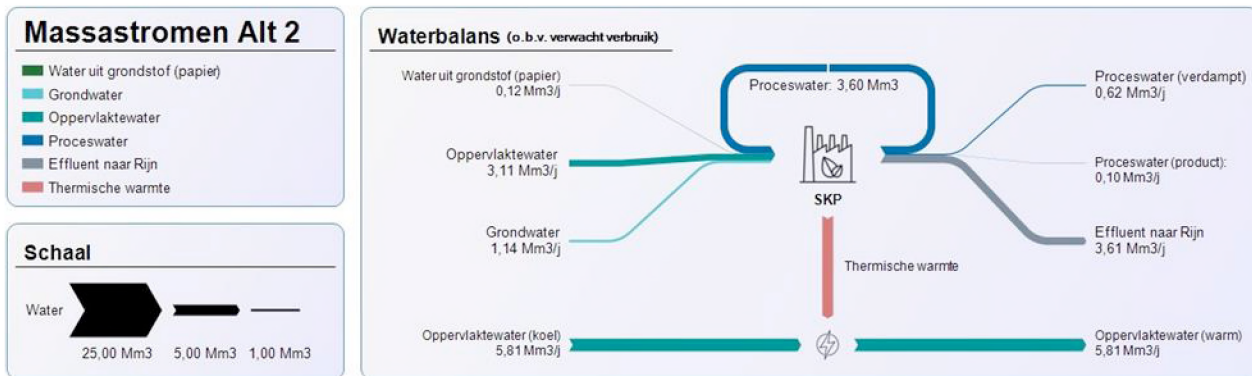 Massastromen Alt 2
Water uit grondstof (papier)
Grondwater
Oppervlaktewater
Proceswater
Effluent naar Rijn
Thermische warmte
Schaal
Water
25,00 Mm3
5,00 Mm3
1,00 Mm3
Waterbalans (o.b.v. verwacht verbruik)
Water uit grondstof (papier)
0,12 Mm3/j
Oppervlaktewater
3,11 Mm3/j
Grondwater
1,14 Mm3/j
Proceswater: 3,60 Mm3
SKP
Thermische warmte
Proceswater (verdampt)
0,62 Mm3/j
Proceswater (product):
0,10 Mm3/j
Effluent naar Rijn
3,61 Mm3/j
Oppervlaktewater (koel)
5,81 Mm3/j
Oppervlaktewater (warm)
5,81 Mm3/j